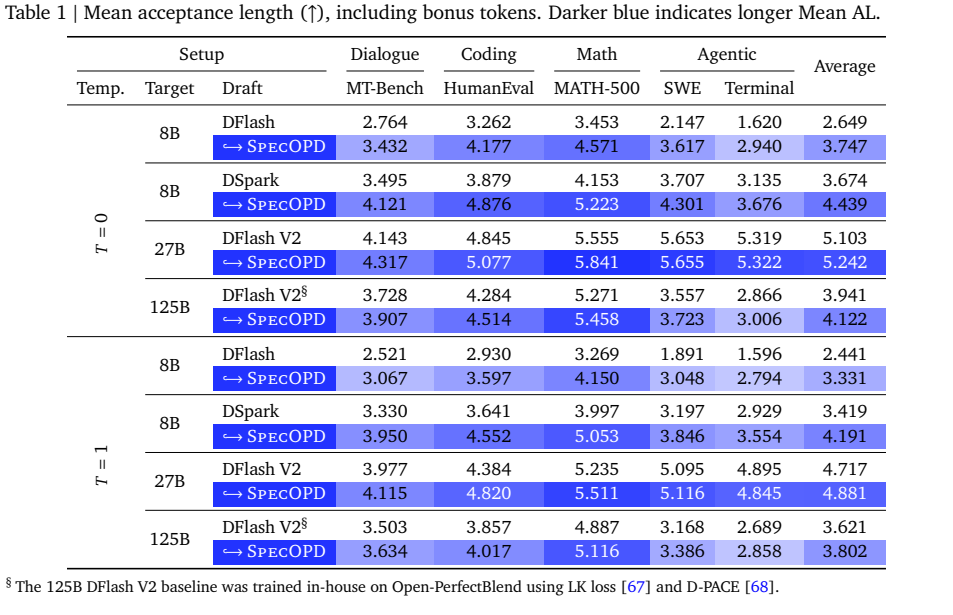 Table 1 | Mean acceptance length (↑), including bonus tokens. Darker blue indicates longer Mean AL.
Setup Dialogue Coding Math Agentic Average
Temp. Target Draft MT-Bench HumanEval MATH-500 SWE Terminal
T = 0
8B
DFlash 2.764 3.262 3.453 2.147 1.620 2.649
↪ SPECOPD 3.432 4.177 4.571 3.617 2.940 3.747
8B
DSpark 3.495 3.879 4.153 3.707 3.135 3.674
↪ SPECOPD 4.121 4.876 5.223 4.301 3.676 4.439
27B
DFlash V2 4.143 4.845 5.555 5.653 5.319 5.103
↪ SPECOPD 4.317 5.077 5.841 5.655 5.322 5.242
125B
DFlash V2§ 3.728 4.284 5.271 3.557 2.866 3.941
↪ SPECOPD 3.907 4.514 5.458 3.723 3.006 4.122
T = 1
8B
DFlash 2.521 2.930 3.269 1.891 1.596 2.441
↪ SPECOPD 3.067 3.597 4.150 3.048 2.794 3.331
8B
DSpark 3.330 3.641 3.997 3.197 2.929 3.419
↪ SPECOPD 3.950 4.552 5.053 3.846 3.554 4.191
27B
DFlash V2 3.977 4.384 5.235 5.095 4.895 4.717
↪ SPECOPD 4.115 4.820 5.511 5.116 4.845 4.881
125B
DFlash V2§ 3.503 3.857 4.887 3.168 2.689 3.621
↪ SPECOPD 3.634 4.017 5.116 3.386 2.858 3.802
§ The 125B DFlash V2 baseline was trained in-house on Open-PerfectBlend using LK loss [67] and D-PACE [68].